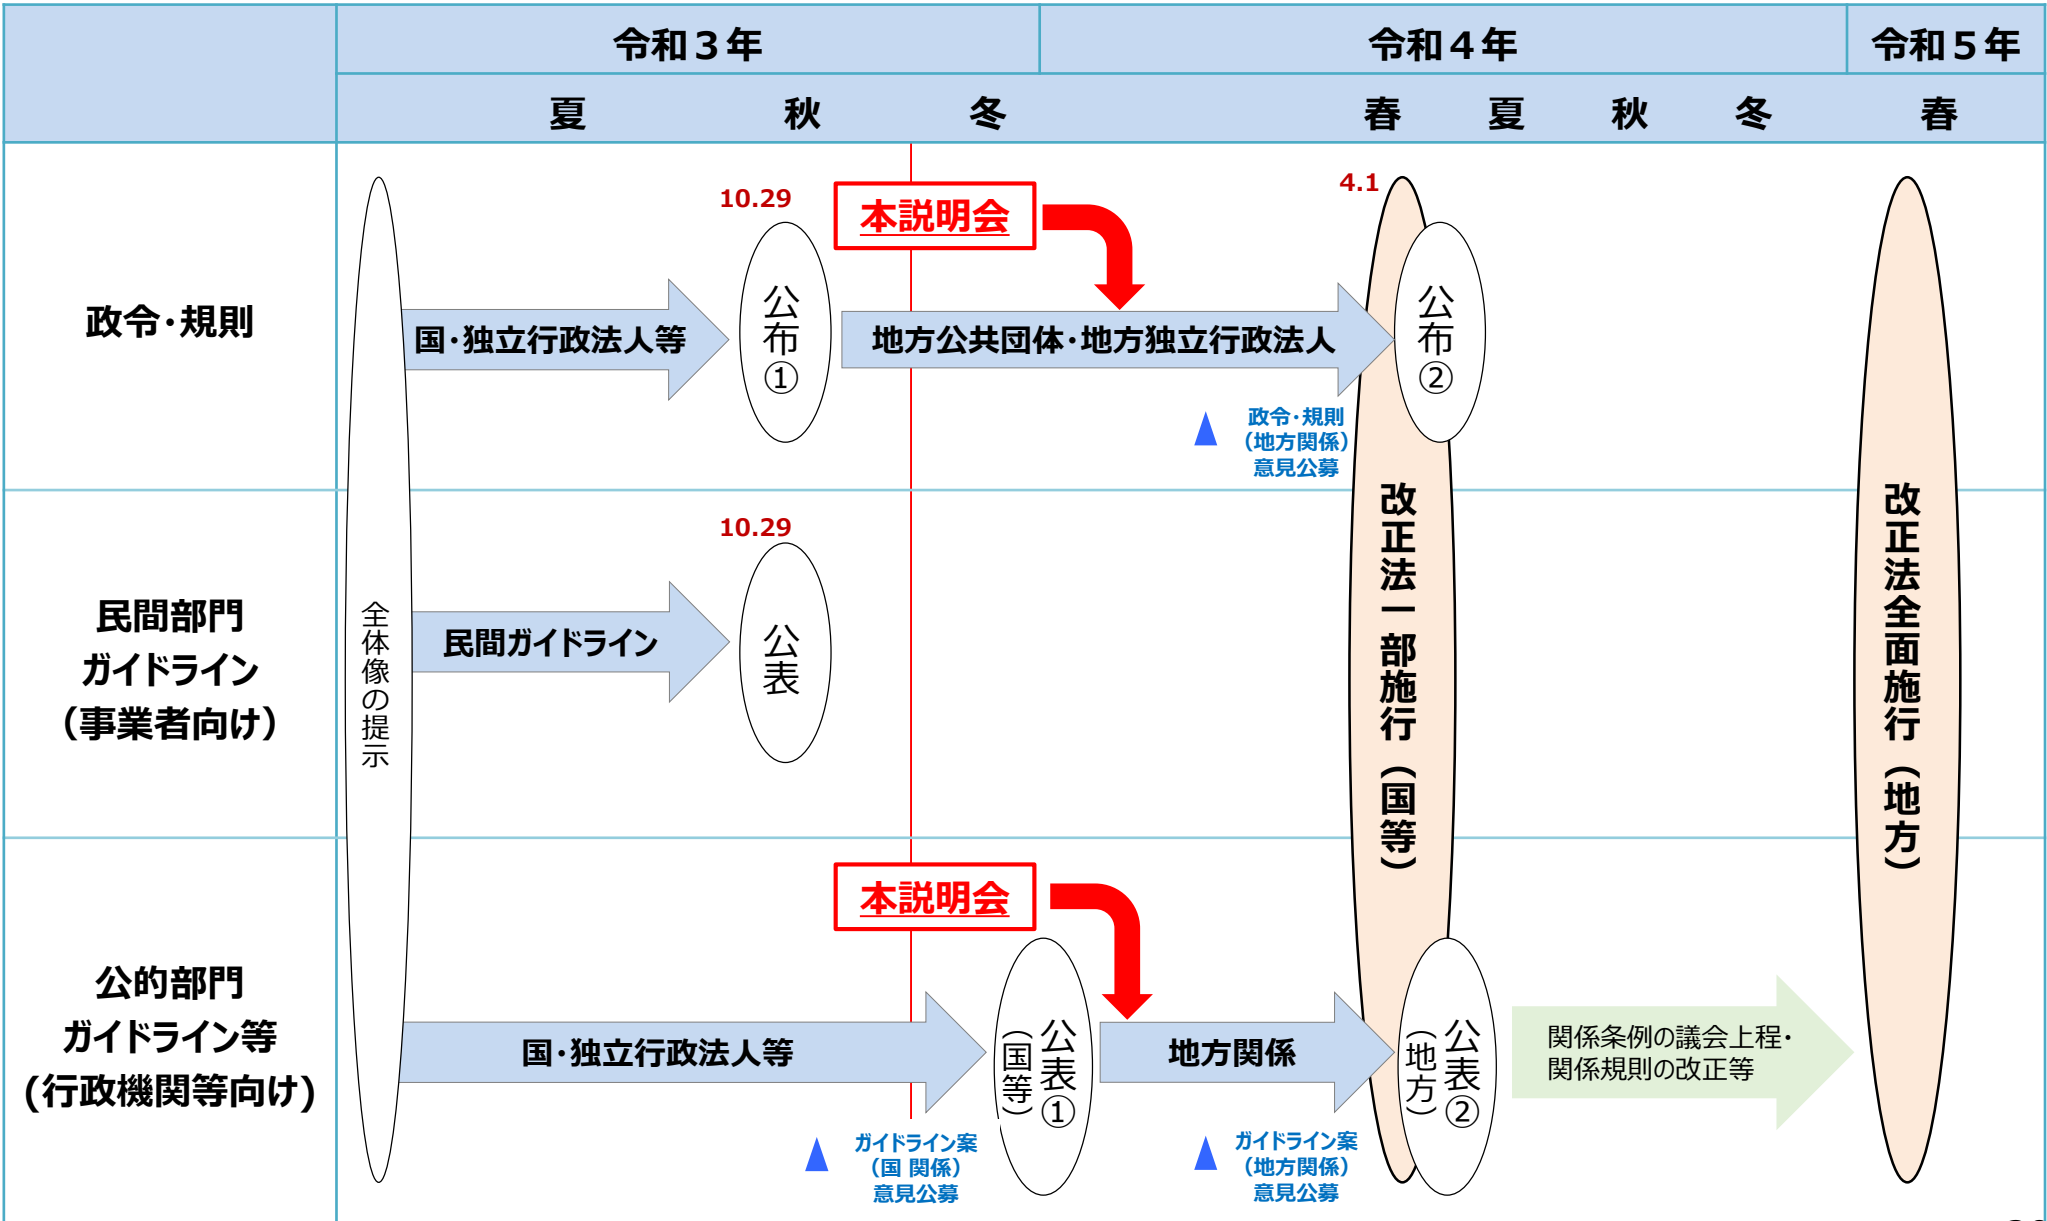 令和３年
令和４年
令和５年
夏
秋
冬
春
夏
秋
冬
春
政令・規則
10.29
本説明会
4.1
国・独立行政法人等
公布①
地方公共団体・地方独立行政法人
公布②
政令・規則
（地方関係）
意見公募
民間部門
ガイドライン
（事業者向け）
全体像の提示
10.29
民間ガイドライン
公表
改正法一部施行（国等）
改正法全面施行（地方）
公的部門
ガイドライン等
(行政機関等向け)
本説明会
国・独立行政法人等
公表①
（国等）
地方関係
公表②
（地方）
関係条例の議会上程・
関係規則の改正等
ガイドライン案
（国 関係）
意見公募
ガイドライン案
（地方関係）
意見公募